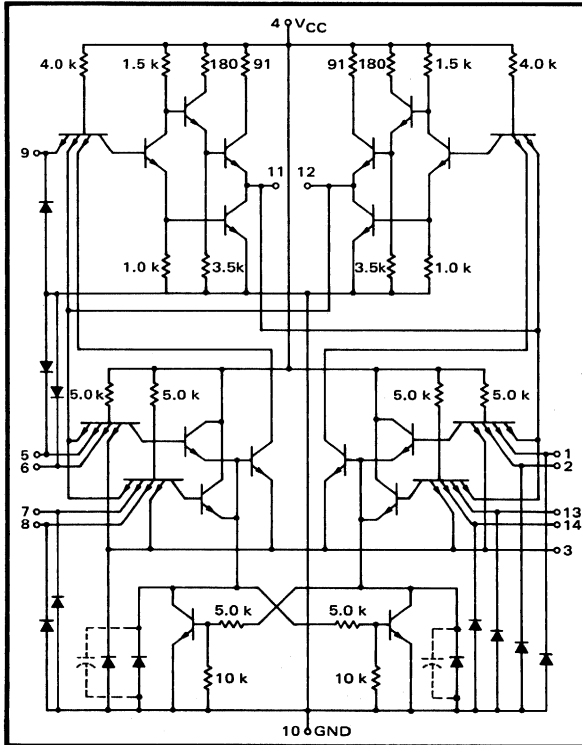 4 VCC
4.0 k 1.5 k 180 91 91 180 1.5 k 4.0 k
9
11 12
1.0 k 3.5k 3.5k 1.0 k
5.0 k 5.0 k 5.0 k 5.0 k
5 1
6 2
7 13
8 14
3
5.0 k 5.0 k
10 k 10 k
10 GND